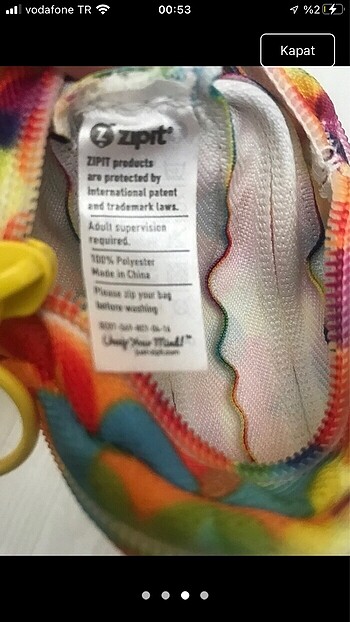 vodafone TR
00:53
%2
Kapat
zipit®
ZIPIT products
are protected by
international patent
and trademark laws.
Adult supervision
required.
100% Polyester
Made in China
Please zip your bag
before washing
Unzip Your Mind!™